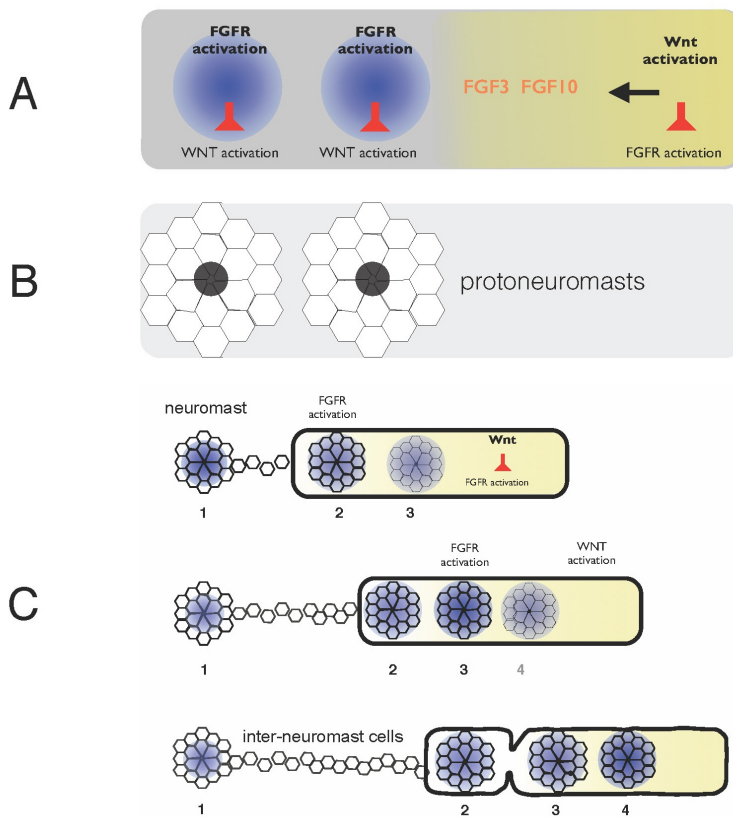 A
FGFR
activation
FGFR
activation
Wnt
activation
FGF3 FGF10
WNT activation
WNT activation
FGFR activation
B
protoneuromasts
C
neuromast
FGFR
activation
Wnt
FGFR activation
1
2
3
FGFR
activation
WNT
activation
1
2
3
4
inter-neuromast cells
1
2
3
4